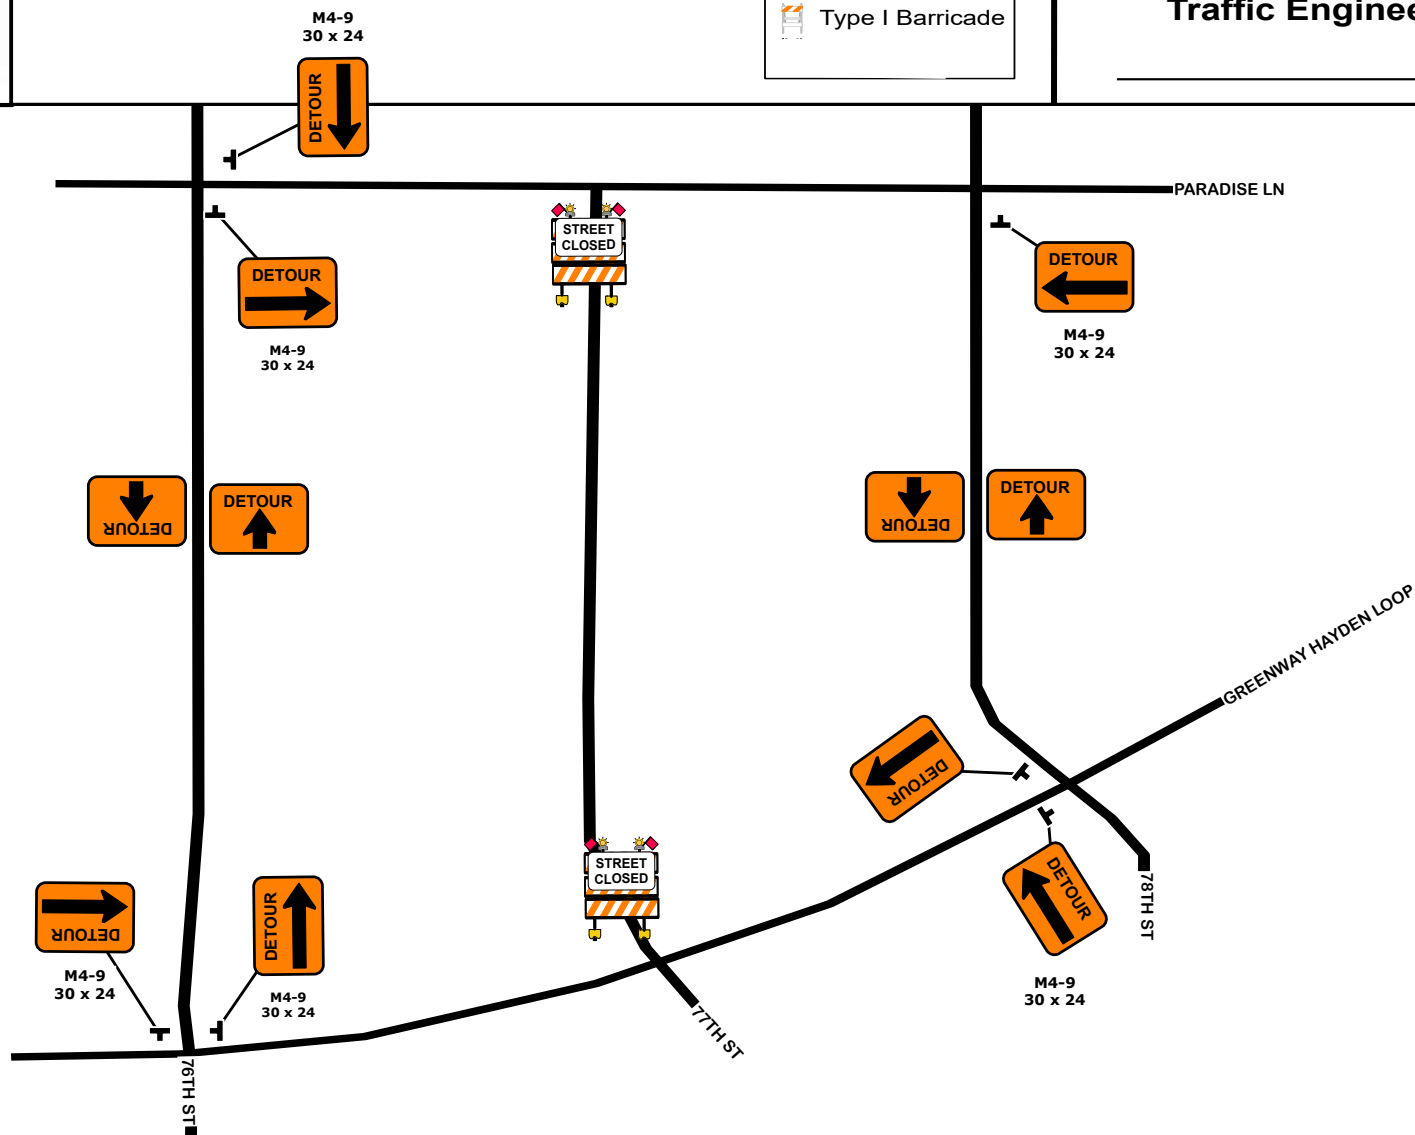 M4-9
30 x 24
Type I Barricade
Traffic Enginee
DETOUR
PARADISE LN
STREET
CLOSED
DETOUR
M4-9
30 x 24
DETOUR
M4-9
30 x 24
DETOUR
DETOUR
DETOUR
DETOUR
GREENWAY HAYDEN LOOP
DETOUR
STREET
CLOSED
DETOUR
M4-9
30 x 24
DETOUR
M4-9
30 x 24
DETOUR
M4-9
30 x 24
78TH ST
77TH ST
76TH ST